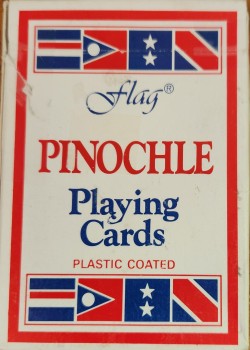 Flag®
PINOCHLE
Playing
Cards
PLASTIC COATED